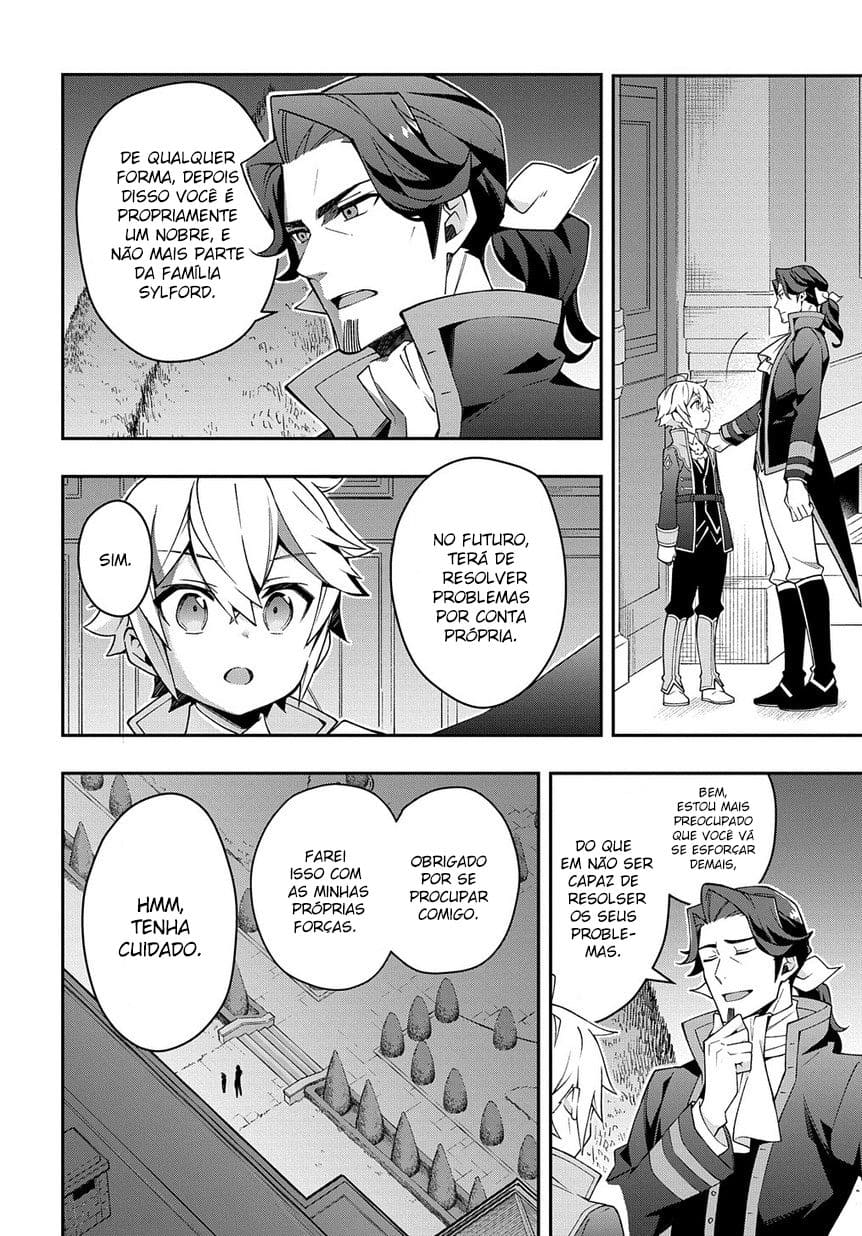 DE QUALQUER
FORMA, DEPOIS
DISSO VOCÊ É
PROPRIAMENTE
UM NOBRE, E
NÃO MAIS PARTE
DA FAMÍLIA
SYLFORD.
NO FUTURO,
TERÁ DE
RESOLVER
PROBLEMAS
POR CONTA
PRÓPRIA.
SIM.
BEM,
ESTOU MAIS
PREOCUPADO
QUE VOCÊ VÁ
SE ESFORÇAR
DEMAIS,
DO QUE
EM NÃO SER
CAPAZ DE
RESOLSER
OS SEUS
PROBLE-
MAS.
OBRIGADO
POR SE
PROCUPAR
COMIGO.
FAREI
ISSO COM
AS MINHAS
PRÓPRIAS
FORÇAS.
HMM,
TENHA
CUIDADO.